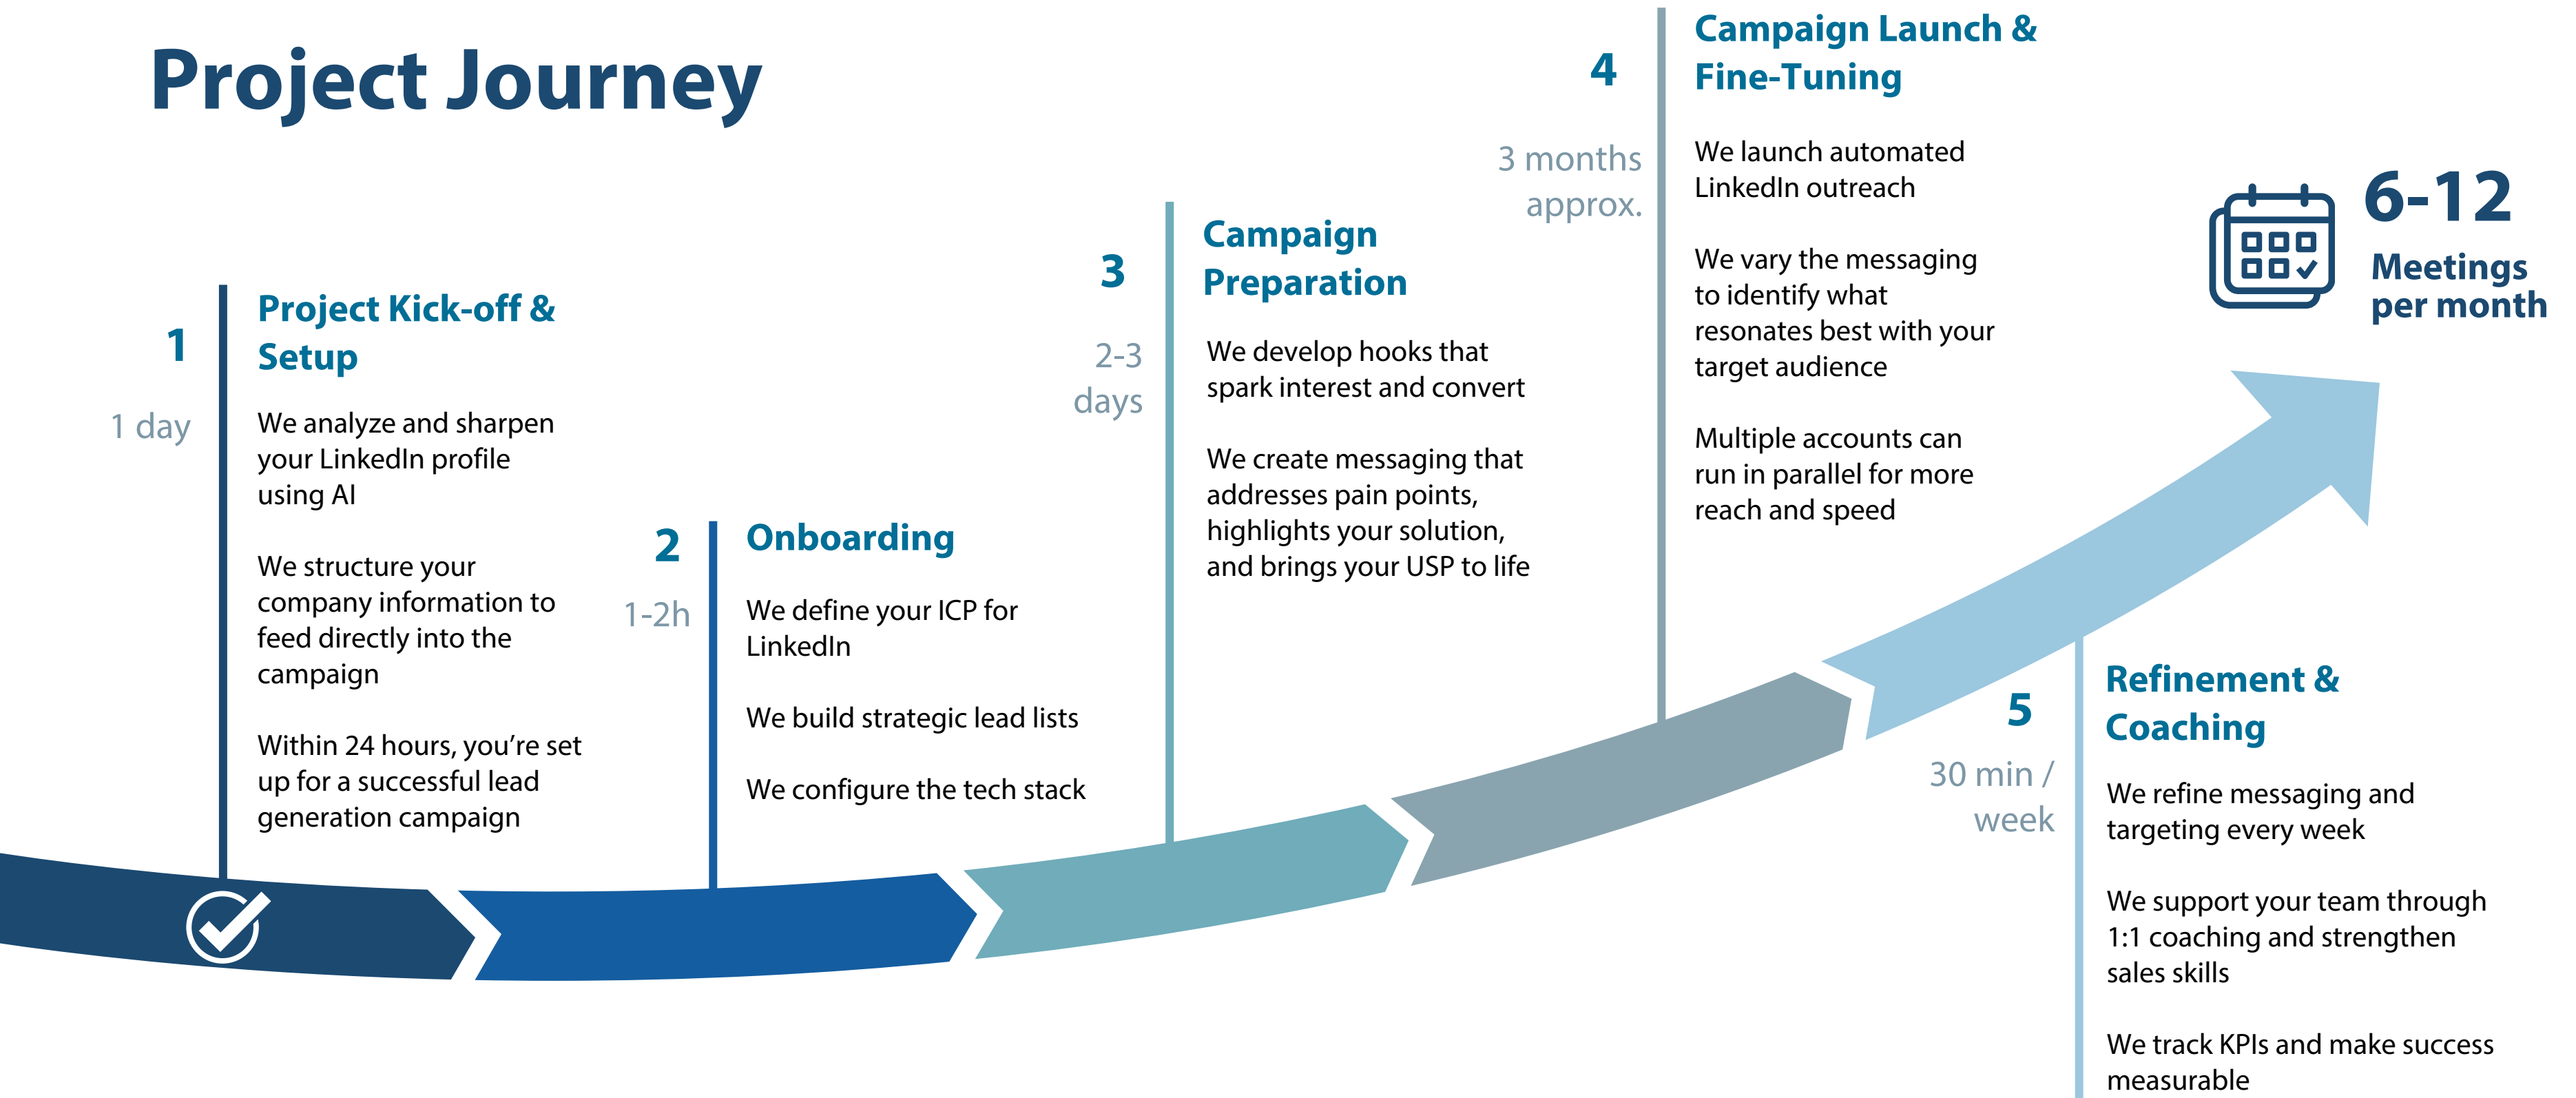 Project Journey
1
1 day
Project Kick-off &
Setup
We analyze and sharpen
your LinkedIn profile
using AI
We structure your
company information to
feed directly into the
campaign
Within 24 hours, you’re set
up for a successful lead
generation campaign
2
1-2h
Onboarding
We define your ICP for
LinkedIn
We build strategic lead lists
We configure the tech stack
3
2-3
days
Campaign
Preparation
We develop hooks that
spark interest and convert
We create messaging that
addresses pain points,
highlights your solution,
and brings your USP to life
4
3 months
approx.
Campaign Launch &
Fine-Tuning
We launch automated
LinkedIn outreach
We vary the messaging
to identify what
resonates best with your
target audience
Multiple accounts can
run in parallel for more
reach and speed
5
30 min /
week
Refinement &
Coaching
We refine messaging and
targeting every week
We support your team through
1:1 coaching and strengthen
sales skills
We track KPIs and make success
measurable
6-12
Meetings
per month